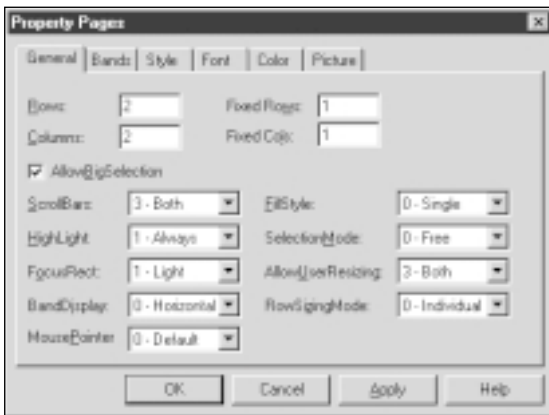 Property Pages
General Bands Style Font Color Picture
Rows: 2 Fixed Rows: 1
Columns: 2 Fixed Cols: 1
AllowBigSelection
ScrollBars: 3 - Both FillStyle: 0 - Single
HighLight 1 - Always SelectionMode: 0 - Free
FocusRect: 1 - Light AllowUserResizing: 3 - Both
BandDisplay: 0 - Horizontal RowSizingMode: 0 - Individual
MousePointer 0 - Default
OK Cancel Apply Help